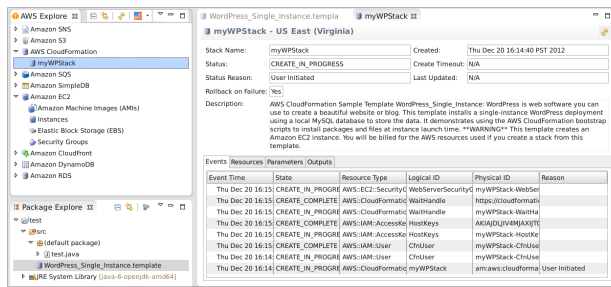 AWS Explore
Amazon SNS
Amazon S3
AWS CloudFormation
myWPStack
Amazon SQS
Amazon SimpleDB
Amazon EC2
Amazon Machine Images (AMIs)
Instances
Elastic Block Storage (EBS)
Security Groups
Amazon CloudFront
Amazon DynamoDB
Amazon RDS
Package Explore
test
src
(default package)
test.java
WordPress_Single_Instance.template
JRE System Library [java-6-openjdk-amd64]
WordPress_Single_Instance.templa
myWPStack
myWPStack - US East (Virginia)
Stack Name: myWPStack Created: Thu Dec 20 16:14:40 PST 2012
Status: CREATE_IN_PROGRESS Create Timeout: N/A
Status Reason: User Initiated Last Updated: N/A
Rollback on Failure: Yes
Description: AWS CloudFormation Sample Template WordPress_Single_Instance: WordPress is web software you can
use to create a beautiful website or blog. This template installs a single-instance WordPress deployment
using a local MySQL database to store the data. It demonstrates using the AWS CloudFormation bootstrap
scripts to install packages and files at instance launch time. **WARNING** This template creates an
Amazon EC2 instance. You will be billed for the AWS resources used if you create a stack from this
template.
Events Resources Parameters Outputs
Event Time State Resource Type Logical ID Physical ID Reason
Thu Dec 20 16:15: CREATE_IN_PROGRE AWS::EC2::SecurityG WebServerSecurityG myWPStack-WebSer
Thu Dec 20 16:15: CREATE_COMPLETE AWS::CloudFormatic WaitHandle https://cloudformati
Thu Dec 20 16:15: CREATE_IN_PROGRE AWS::CloudFormatic WaitHandle myWPStack-WaitHa
Thu Dec 20 16:15: CREATE_COMPLETE AWS::IAM::AccessKe HostKeys
Thu Dec 20 16:15: CREATE_IN_PROGRE AWS::IAM::AccessKe HostKeys myWPStack-HostKe
Thu Dec 20 16:15: CREATE_COMPLETE AWS::IAM::User CfnUser myWPStack-CfnUse
Thu Dec 20 16:14: CREATE_IN_PROGRE AWS::IAM::User CfnUser myWPStack-CfnUse
Thu Dec 20 16:14: CREATE_IN_PROGRE AWS::CloudFormatic myWPStack arn:aws:cloudforma User Initiated